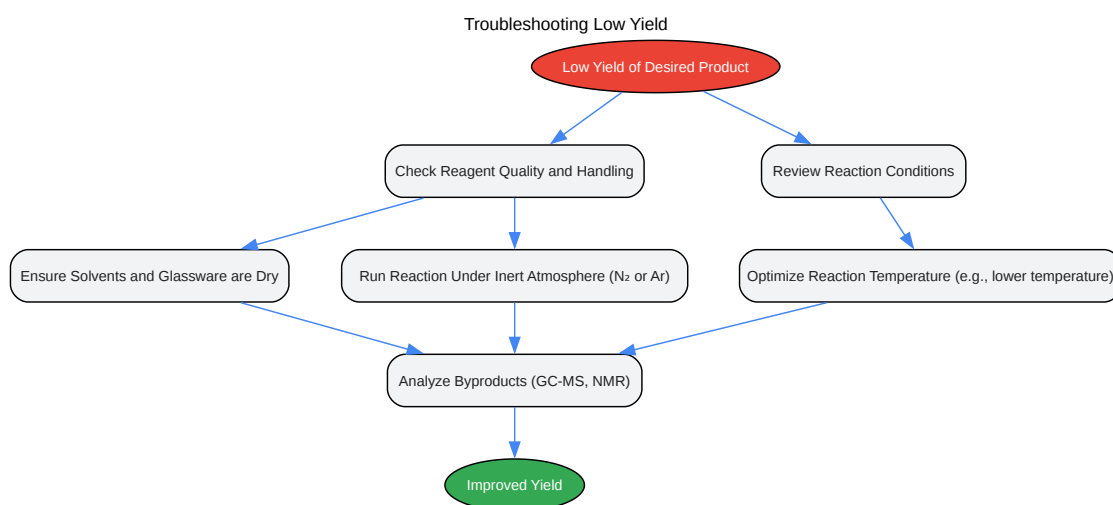 Troubleshooting Low Yield
Low Yield of Desired Product
Check Reagent Quality and Handling
Review Reaction Conditions
Ensure Solvents and Glassware are Dry
Run Reaction Under Inert Atmosphere (N₂ or Ar)
Optimize Reaction Temperature (e.g., lower temperature)
Analyze Byproducts (GC-MS, NMR)
Improved Yield